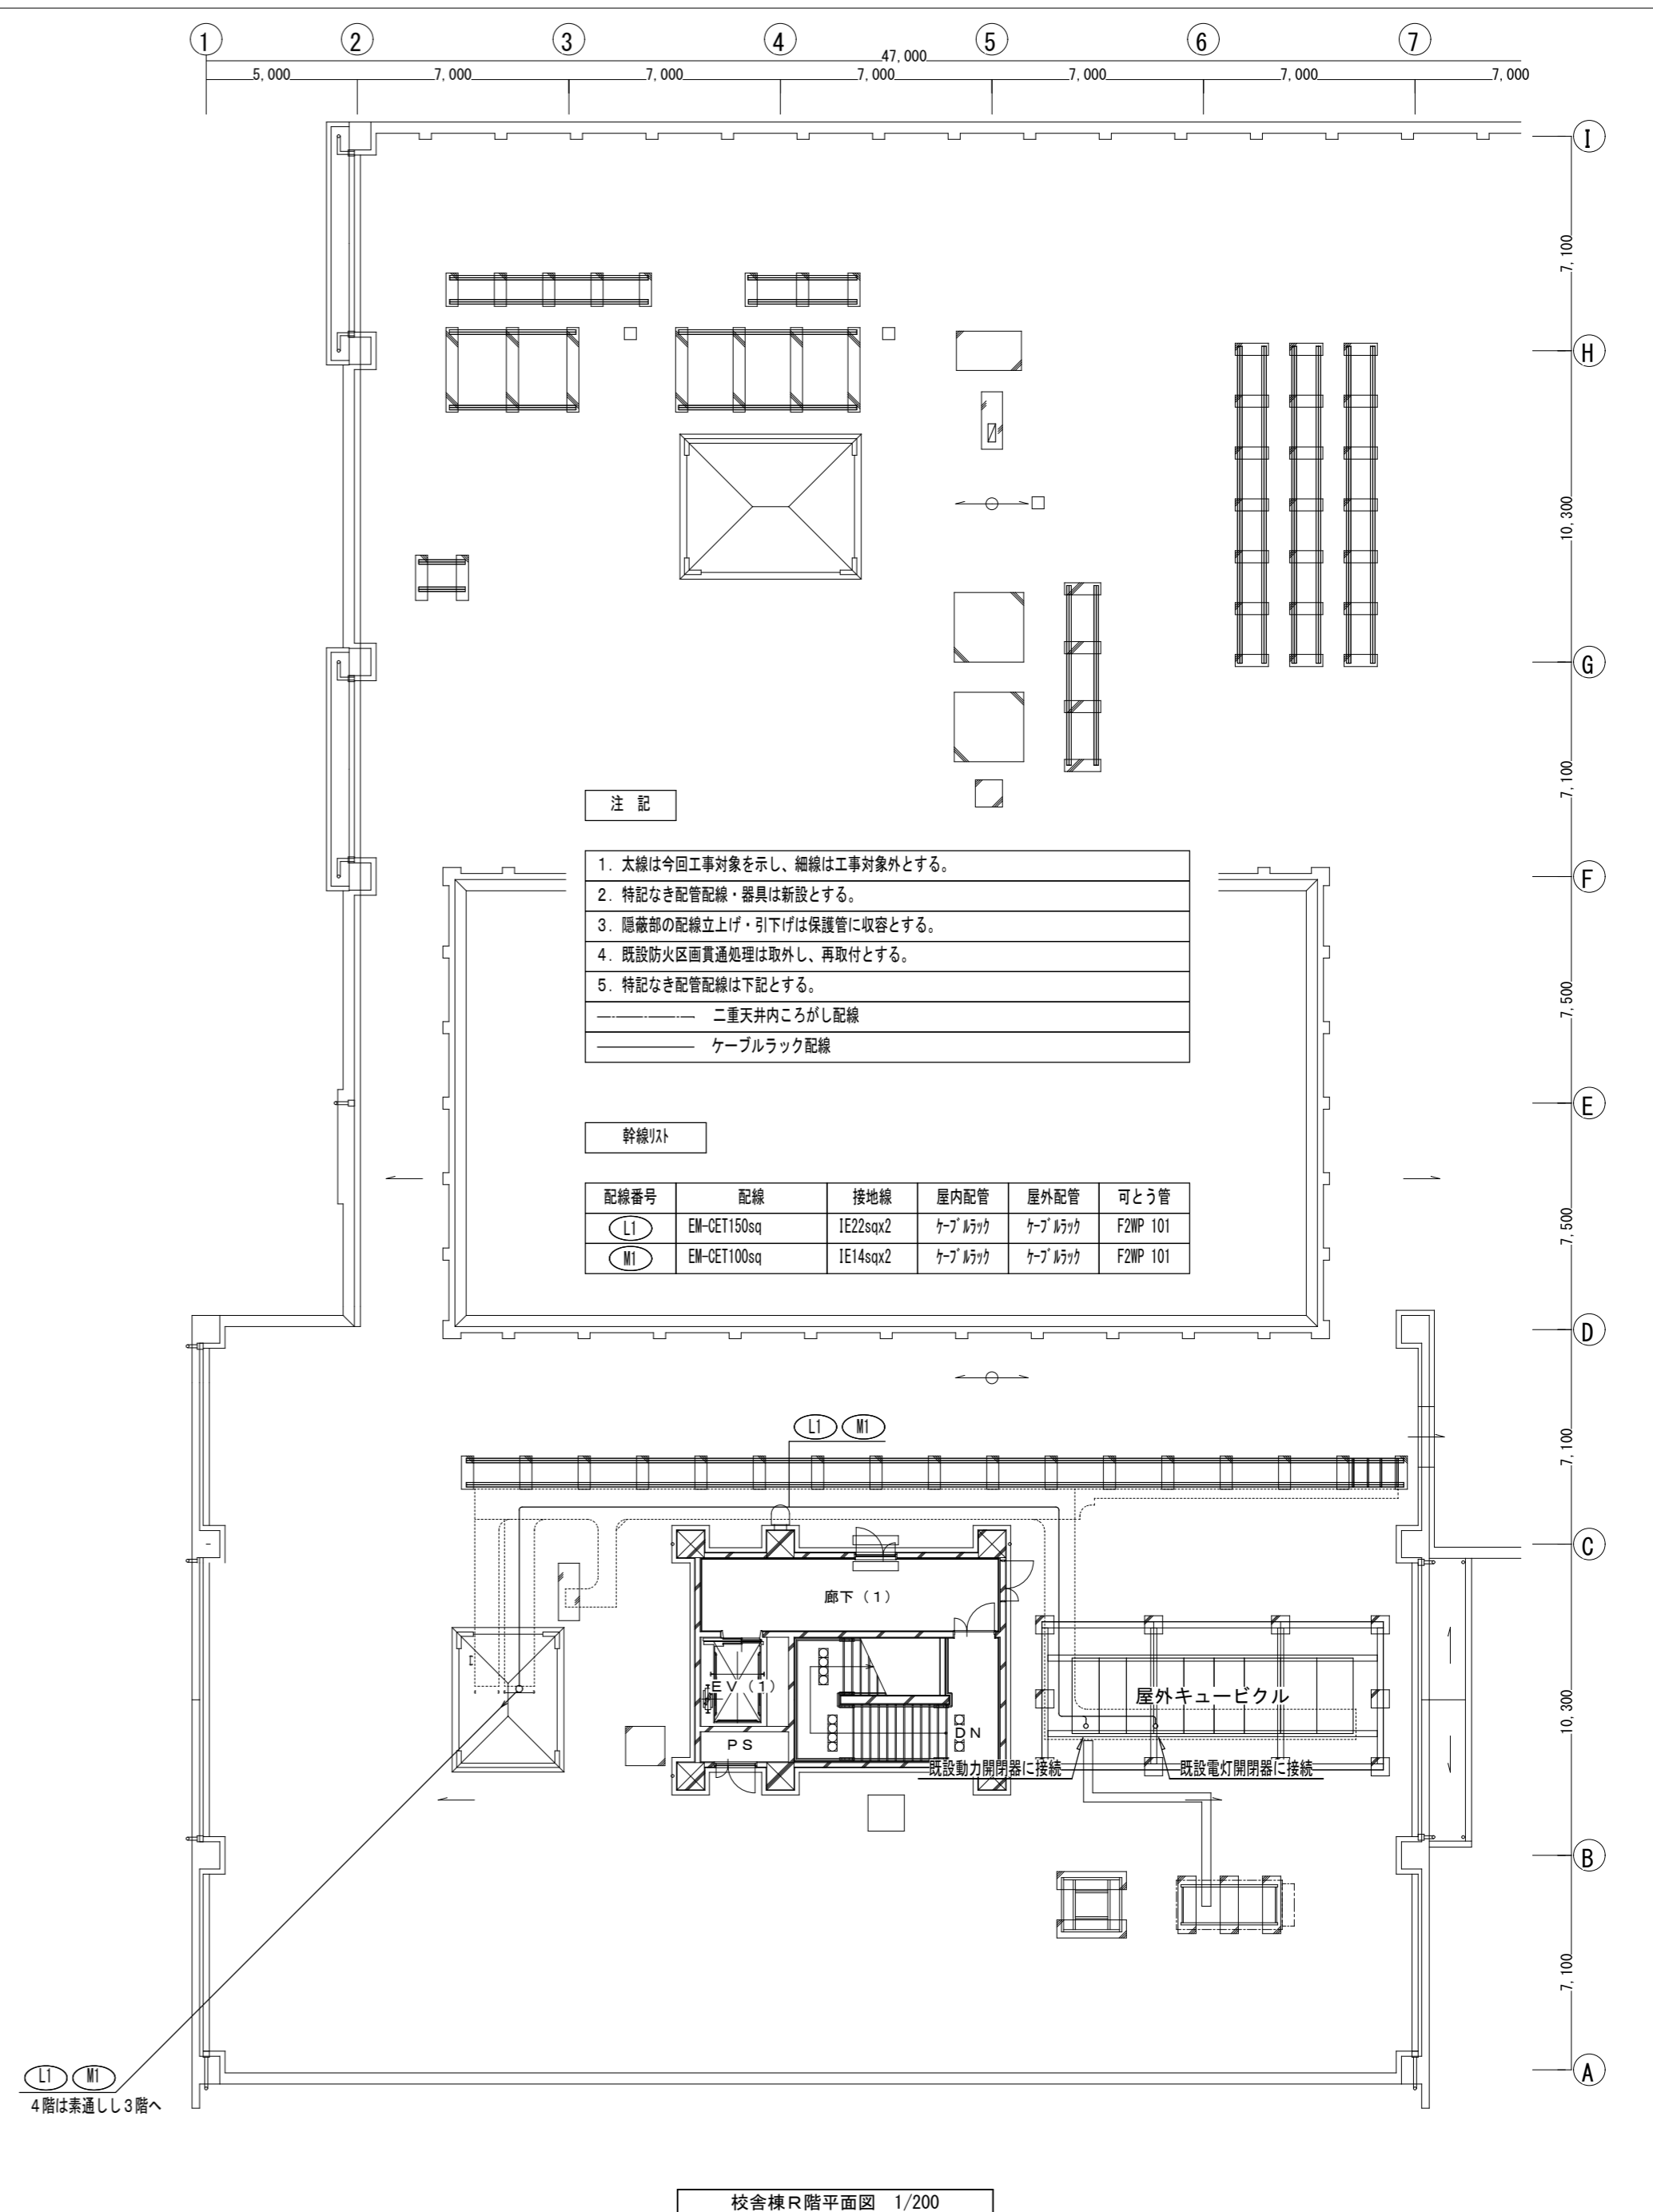 1 2 3 4 5 6 7
47,000
5,000 7,000 7,000 7,000 7,000 7,000 7,000
I
7,100
H
10,300
G
7,100
F
7,500
E
7,500
D
7,100
C
10,300
B
7,100
A
注 記
1. 太線は今回工事対象を示し、細線は工事対象外とする。
2. 特記なき配管配線・器具は新設とする。
3. 隠蔽部の配線立上げ・引下げは保護管に収容とする。
4. 既設防火区画貫通処理は取外し、再取付とする。
5. 特記なき配管配線は下記とする。
二重天井内ころがし配線
ケーブルラック配線
幹線リスト
配線番号 配線 接地線 屋内配管 屋外配管 可とう管
L1 EM-CET150sq IE22sqx2 ケーブルラック ケーブルラック F2WP 101
M1 EM-CET100sq IE14sqx2 ケーブルラック ケーブルラック F2WP 101
L1 M1
廊下(1)
EV(1)
PS
DN
屋外キュービクル
既設動力開閉器に接続
既設電灯開閉器に接続
L1 M1
4階は素通しし3階へ
校舎棟R階平面図 1/200